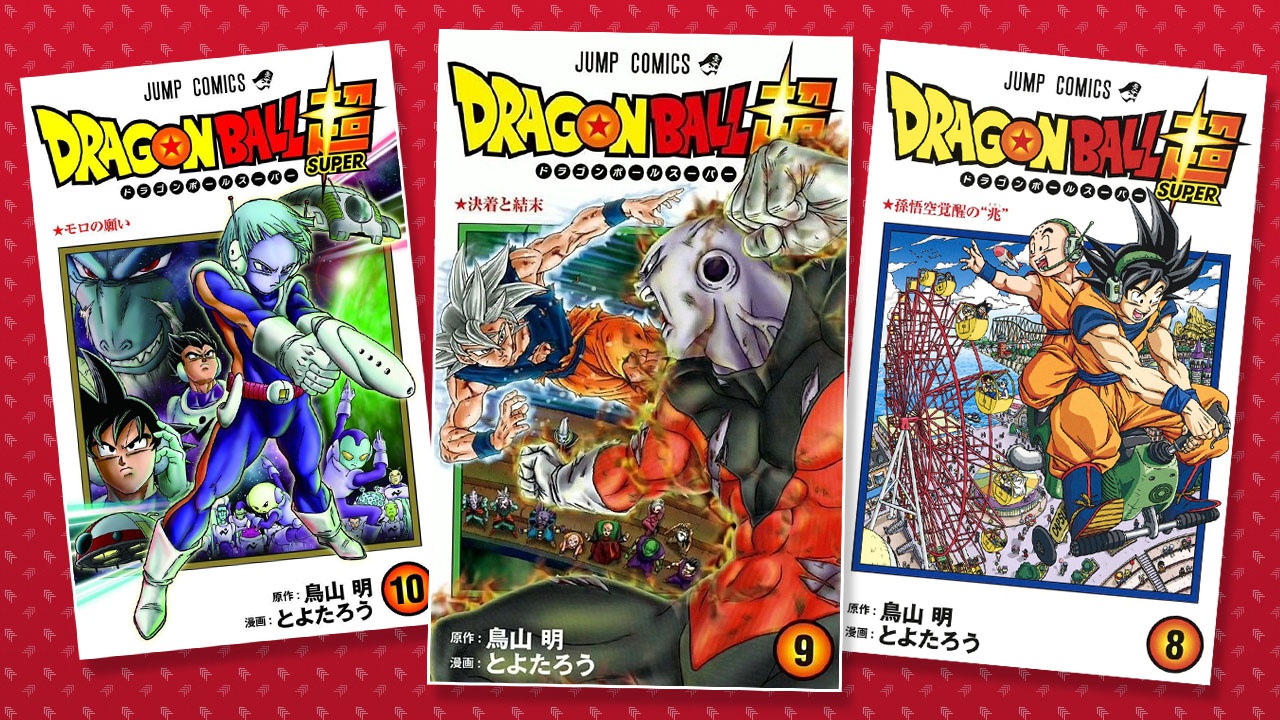 JUMP COMICS
DRAGON BALL超
SUPER
ドラゴンボールスーパー
★モロの願い
原作:鳥山 明
漫画:とよたろう
10
JUMP COMICS
DRAGON BALL超
ドラゴンボールスーパー
★決着と結末
原作:鳥山 明
漫画:とよたろう
9
JUMP COMICS
DRAGON BALL超
SUPER
ドラゴンボールスーパー
★孫悟空覚醒の“兆”
原作:鳥山 明
漫画:とよたろう
8